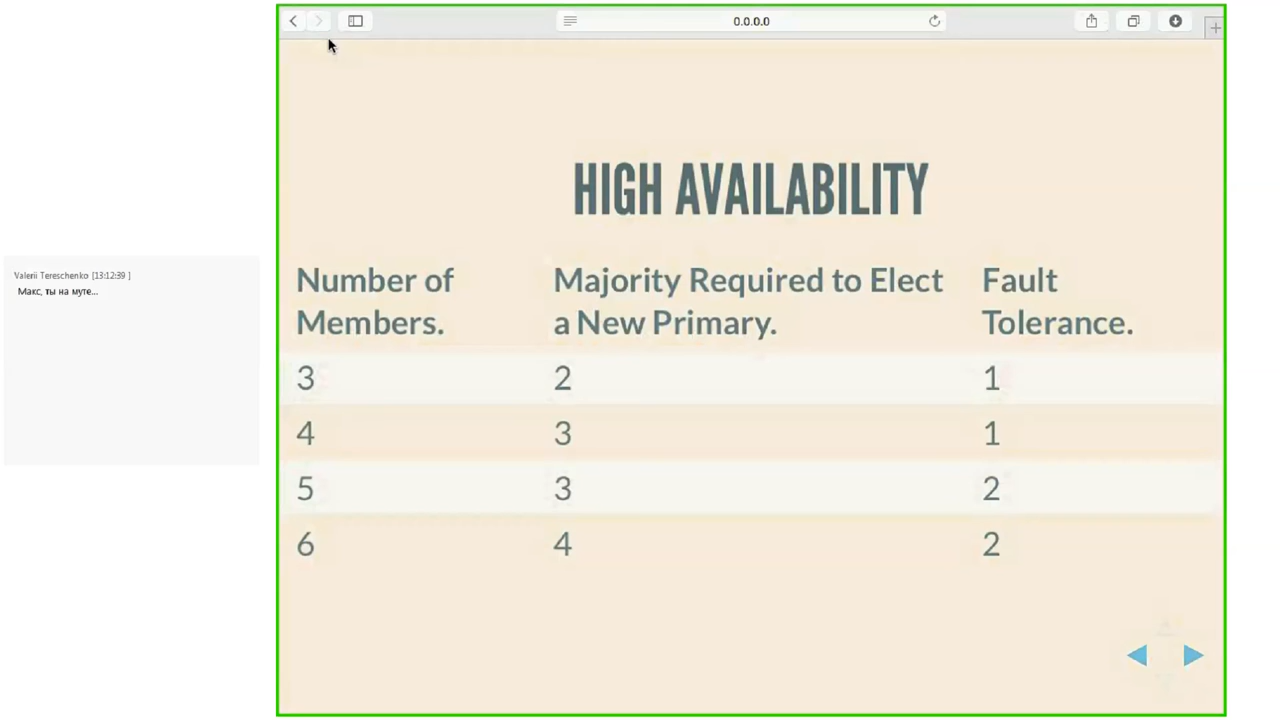 0.0.0.0
Valerii Tereschenko [13:12:39 ]
Макс, ты на муте...
HIGH AVAILABILITY
Number of Members. Majority Required to Elect a New Primary. Fault Tolerance.
3 2 1
4 3 1
5 3 2
6 4 2